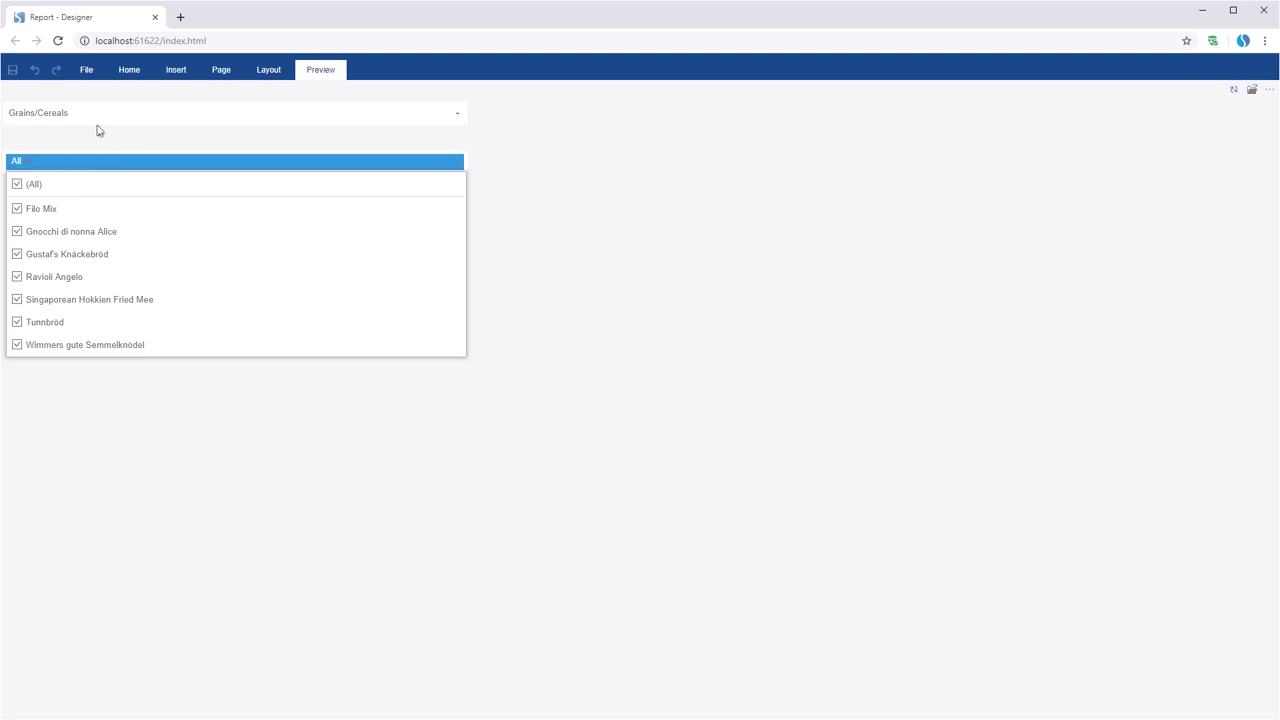 Report - Designer
localhost:61622/index.html
File Home Insert Page Layout Preview
Grains/Cereals
All
(All)
Filo Mix
Gnocchi di nonna Alice
Gustaf's Knäckebröd
Ravioli Angelo
Singaporean Hokkien Fried Mee
Tunnbröd
Wimmers gute Semmelknödel